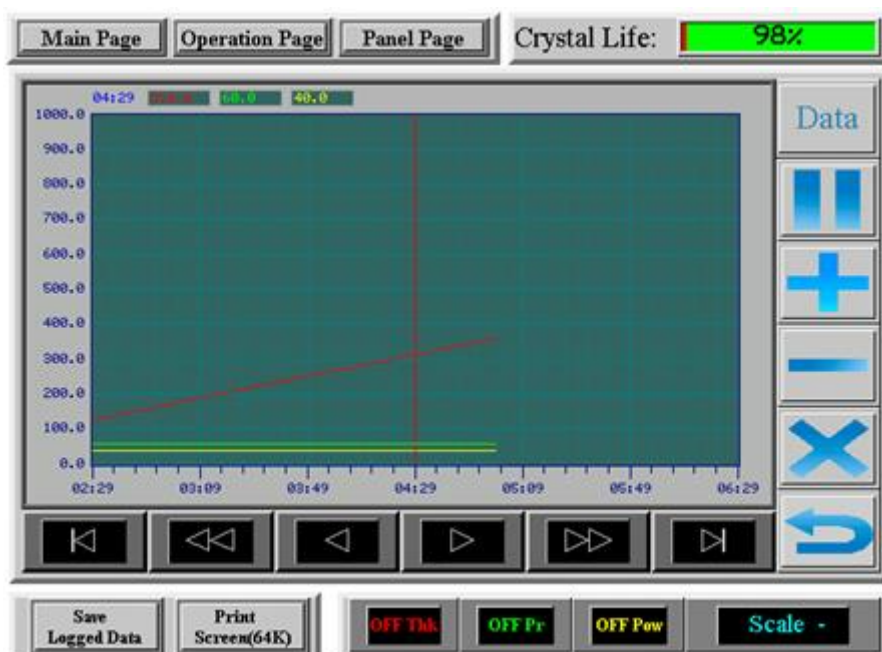 Main Page
Operation Page
Panel Page
Crystal Life:
98%
04:29
60.0
40.0
1000.0
900.0
800.0
700.0
600.0
500.0
400.0
300.0
200.0
100.0
0.0
02:29
03:09
03:49
04:29
05:09
05:49
06:29
Data
Save
Logged Data
Print
Screen(64K)
OFF Thk
OFF Pr
OFF Pow
Scale -